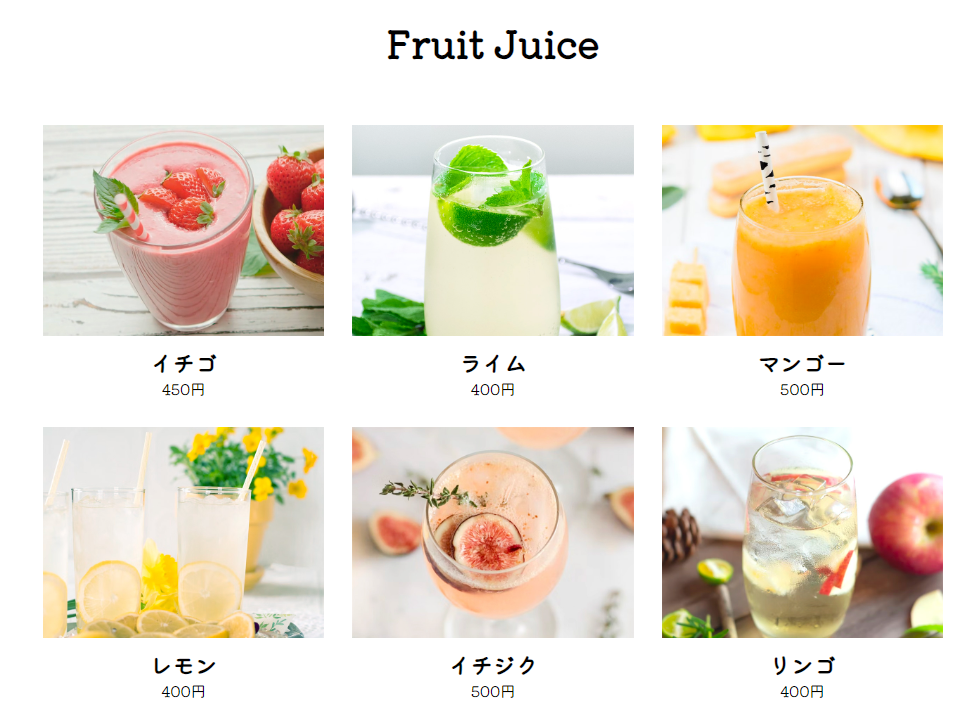 Fruit Juice
イチゴ
450円
ライム
400円
マンゴー
500円
レモン
400円
イチジク
500円
リンゴ
400円